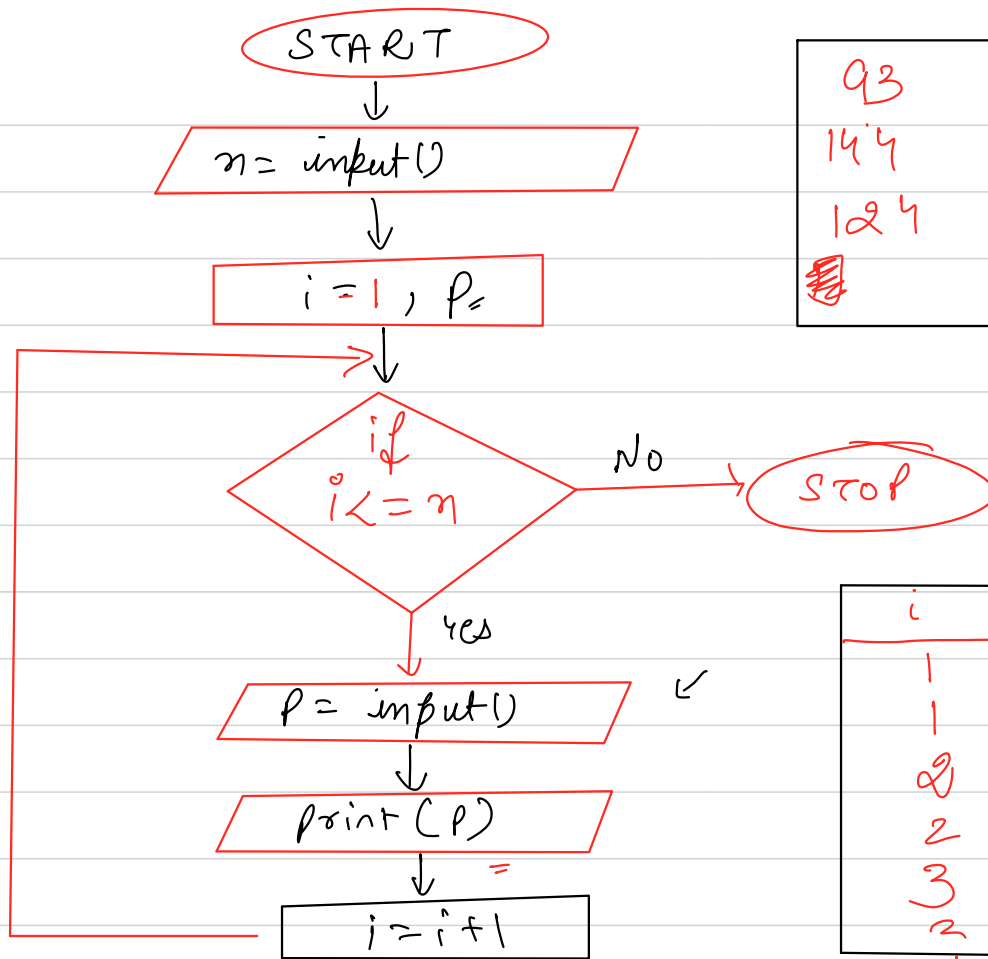 START
n = input()
i = 1, P =
if
i <= n
No
STOP
Yes
P = input()
print(P)
i = i + 1
93
144
124
i
1
1
2
2
3